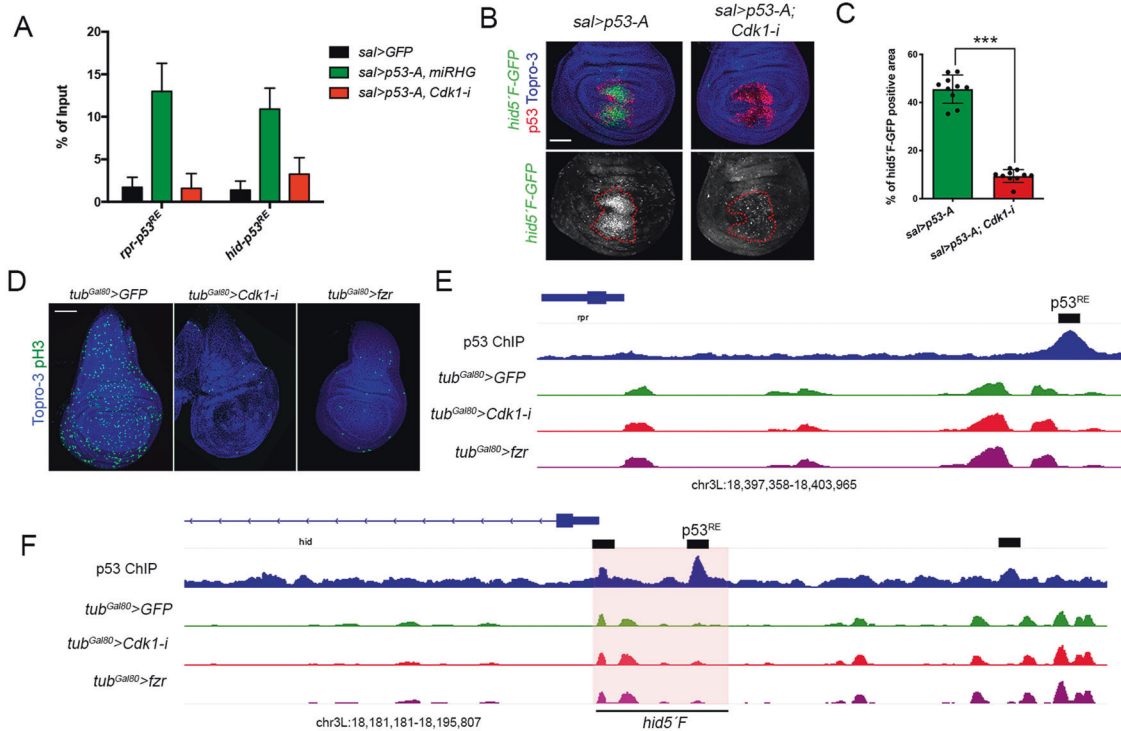 A
% of Input
20
15
10
5
0
rpr-p53RE
hid-p53RE
sal>GFP
sal>p53-A, miRHG
sal>p53-A, Cdk1-i
B
sal>p53-A
sal>p53-A;
Cdk1-i
hid5´F-GFP
p53 Topro-3
hid5´F-GFP
C
% of hid5´F-GFP positive area
60
40
20
0
***
sal>p53-A
sal>p53-A; Cdk1-i
D
tubGal80>GFP
tubGal80>Cdk1-i
tubGal80>fzr
Topro-3 pH3
E
rpr
p53RE
p53 ChIP
tubGal80>GFP
tubGal80>Cdk1-i
tubGal80>fzr
chr3L:18,397,358-18,403,965
F
hid
p53RE
p53 ChIP
tubGal80>GFP
tubGal80>Cdk1-i
tubGal80>fzr
chr3L:18,181,181-18,195,807
hid5´F